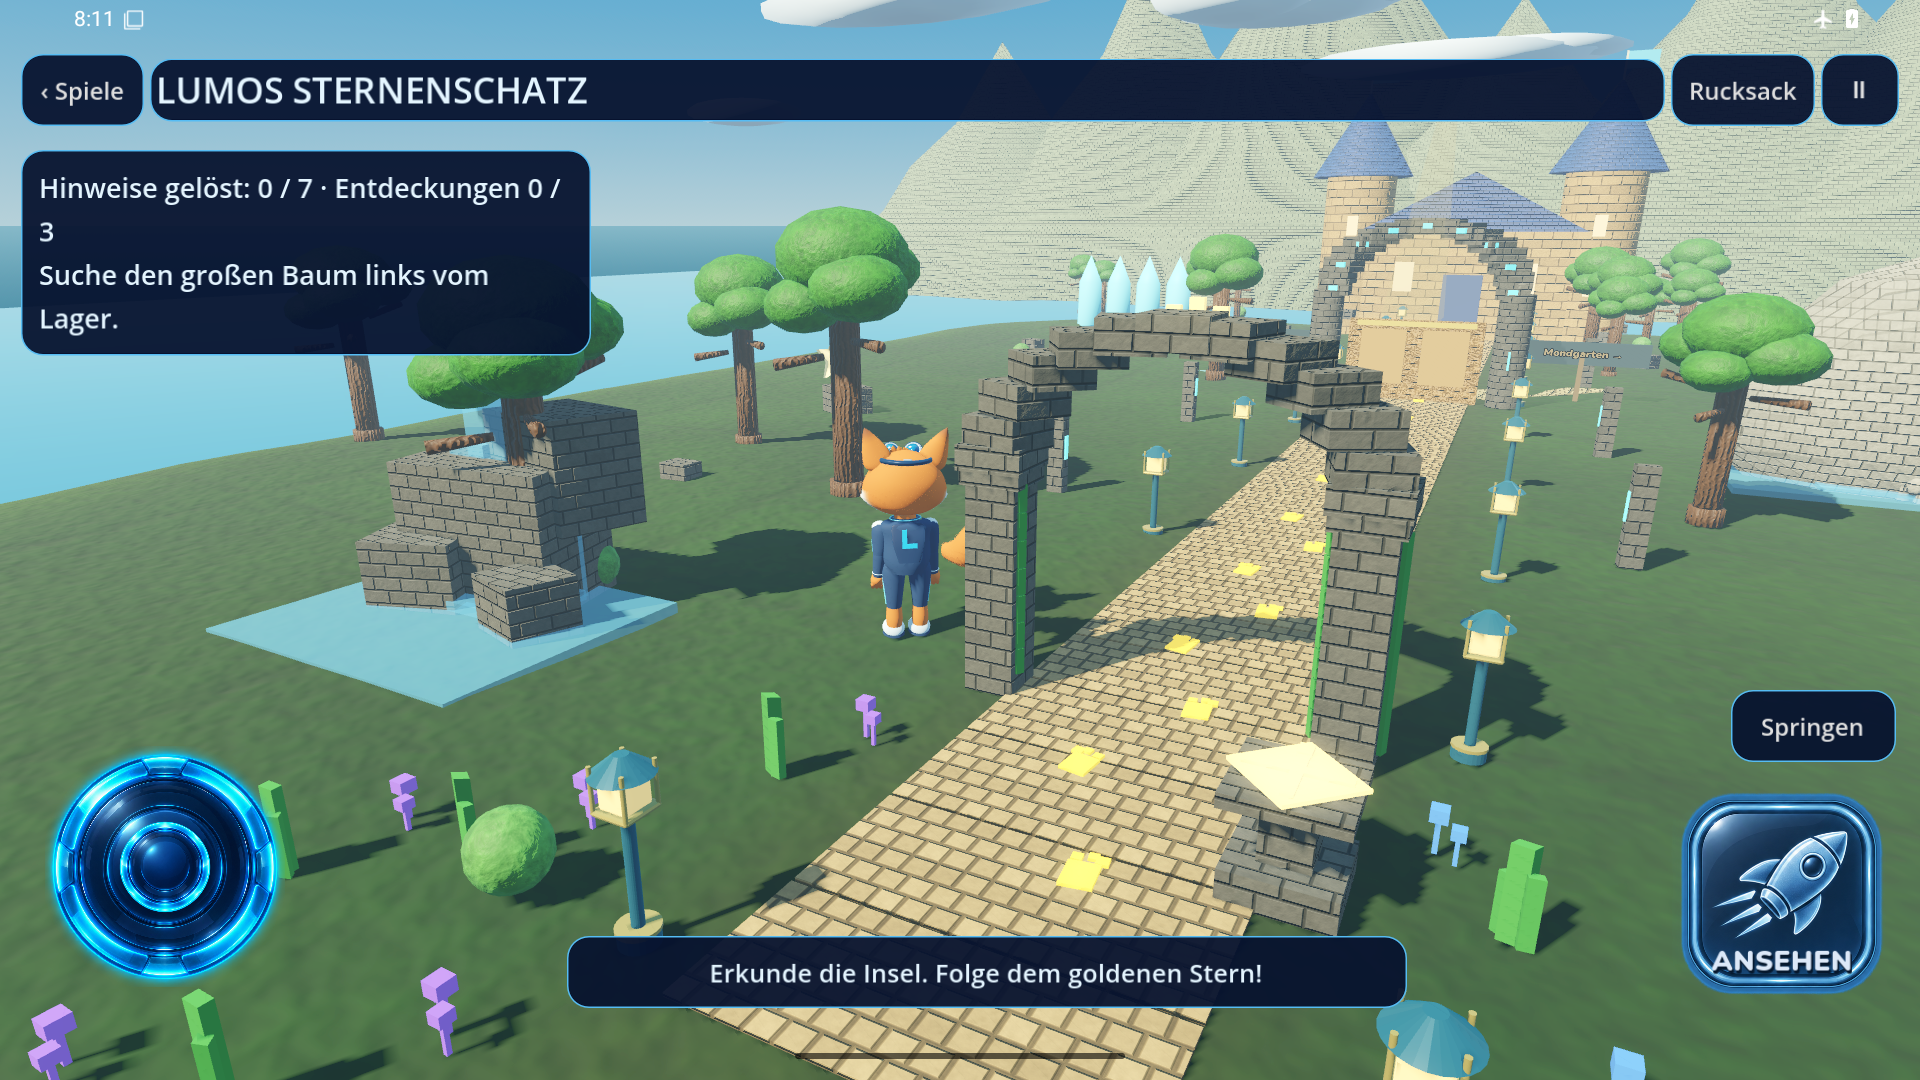 8:11
‹ Spiele
LUMOS STERNENSCHATZ
Rucksack
II
Hinweise gelöst: 0 / 7 · Entdeckungen 0 /
3
Suche den großen Baum links vom
Lager.
Mondgarten →
L
Springen
ANSEHEN
Erkunde die Insel. Folge dem goldenen Stern!